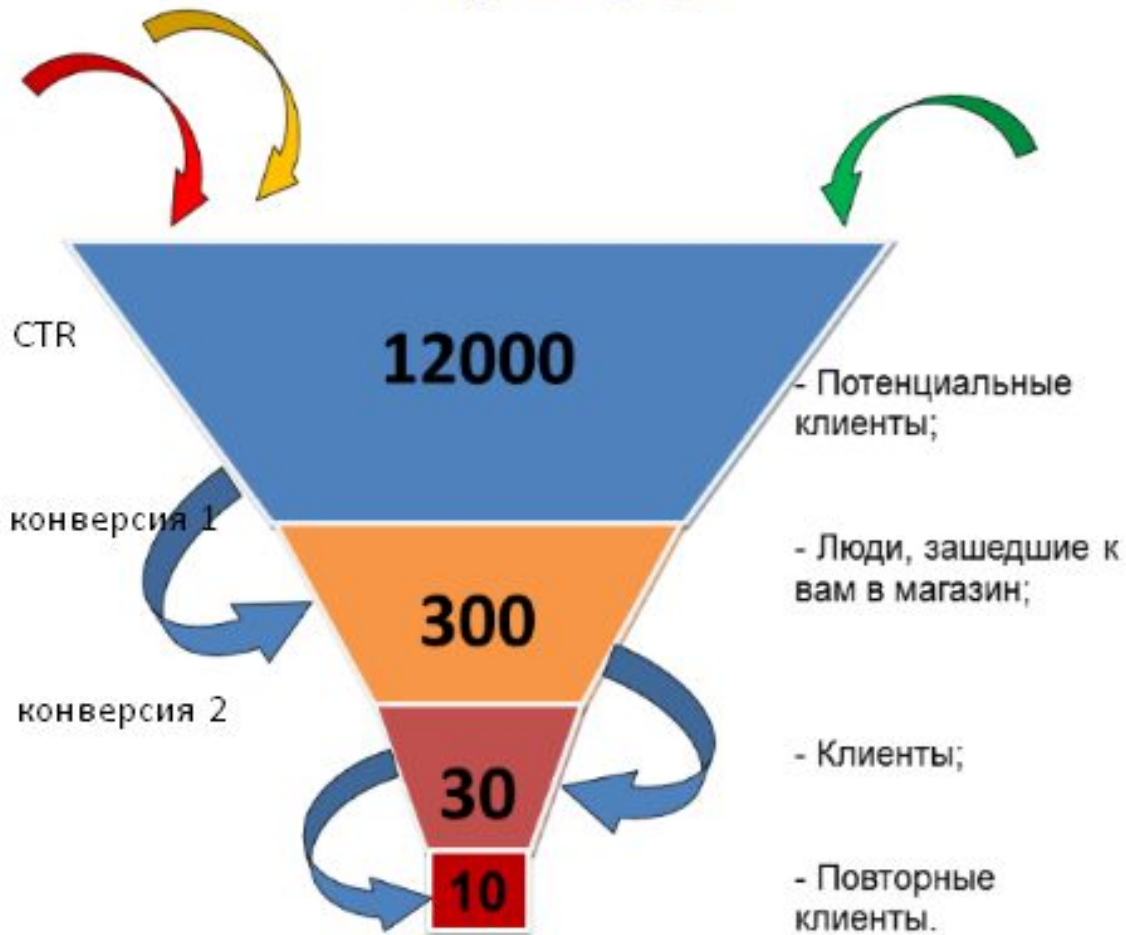 CTR
12000
- Потенциальные
клиенты;
конверсия 1
- Люди, зашедшие к
вам в магазин;
300
конверсия 2
- Клиенты;
30
10
- Повторные
клиенты.